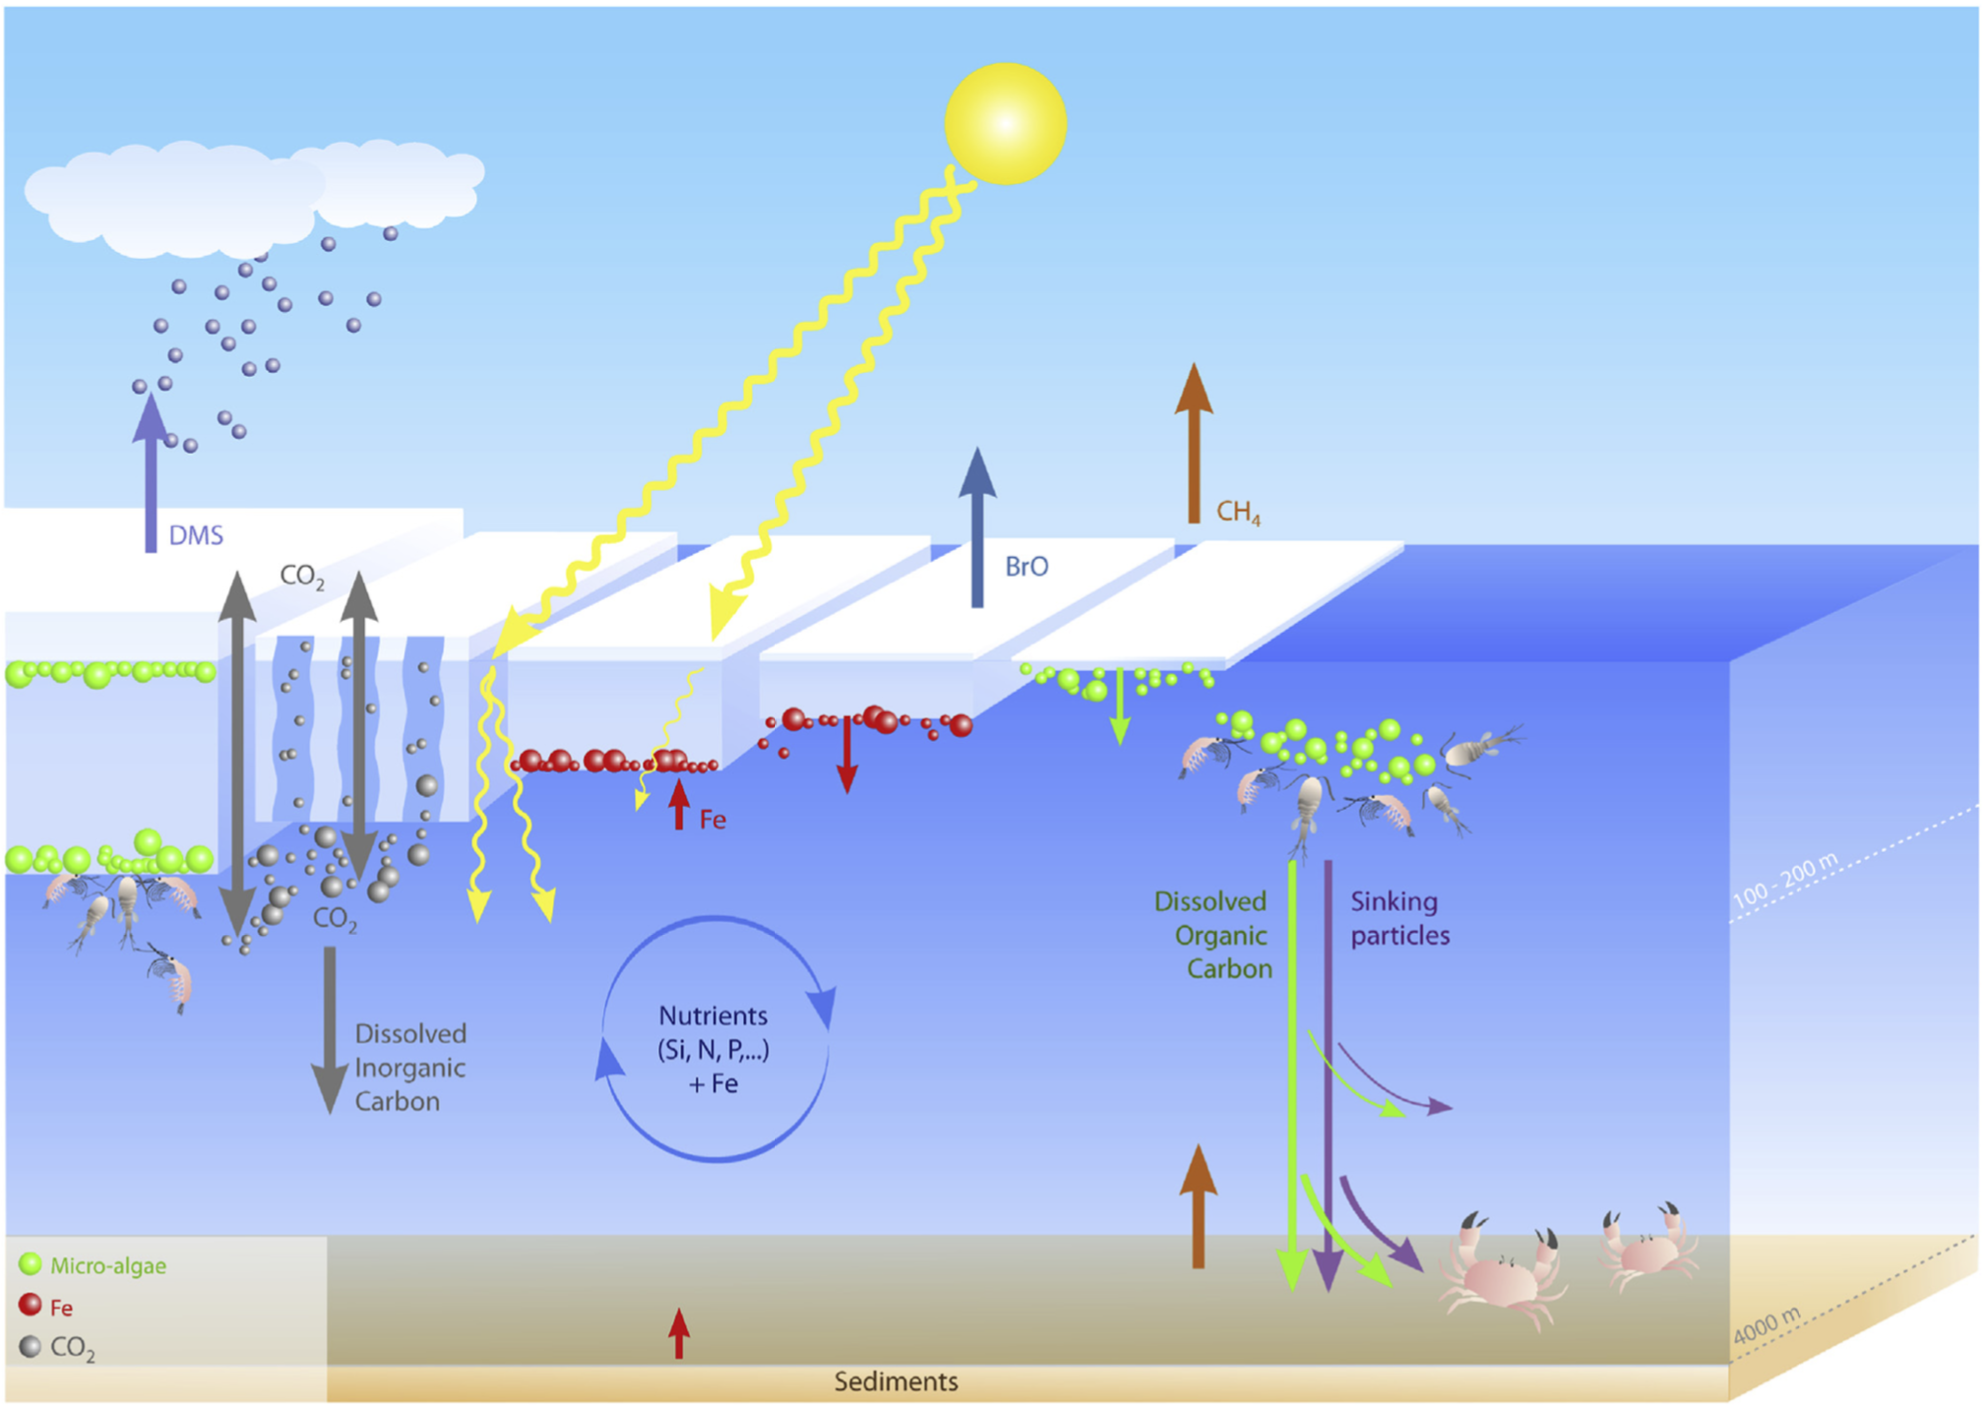 DMS
CO₂
CH₄
BrO
Fe
CO₂
Dissolved
Organic
Carbon
Sinking
particles
100 - 200 m
Dissolved
Inorganic
Carbon
Nutrients
(Si, N, P,...)
+ Fe
Micro-algae
Fe
CO₂
4000 m
Sediments